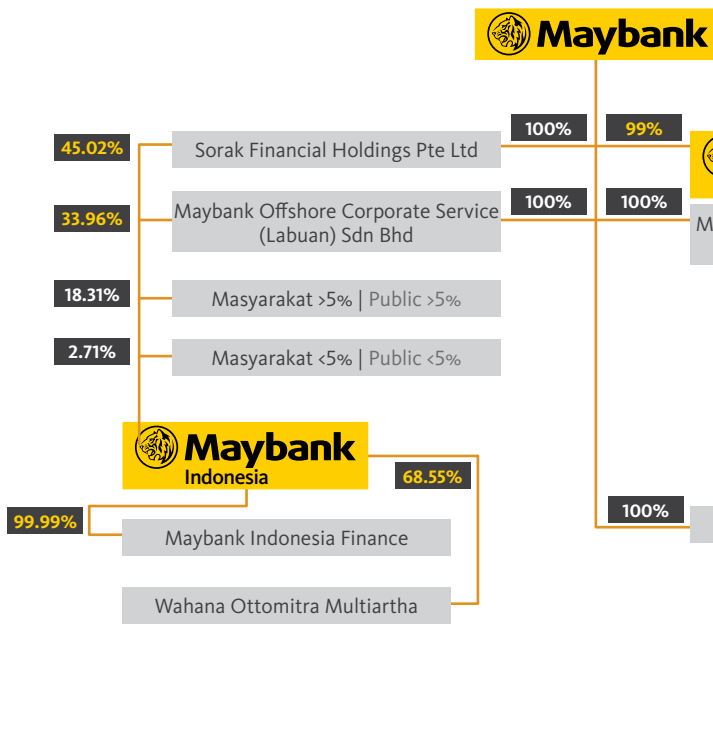 Maybank
100%
99%
45.02%
Sorak Financial Holdings Pte Ltd
100%
100%
33.96%
Maybank Offshore Corporate Service
(Labuan) Sdn Bhd
M
18.31%
Masyarakat >5% | Public >5%
2.71%
Masyarakat <5% | Public <5%
Maybank
Indonesia
68.55%
99.99%
100%
Maybank Indonesia Finance
Wahana Ottomitra Multiartha